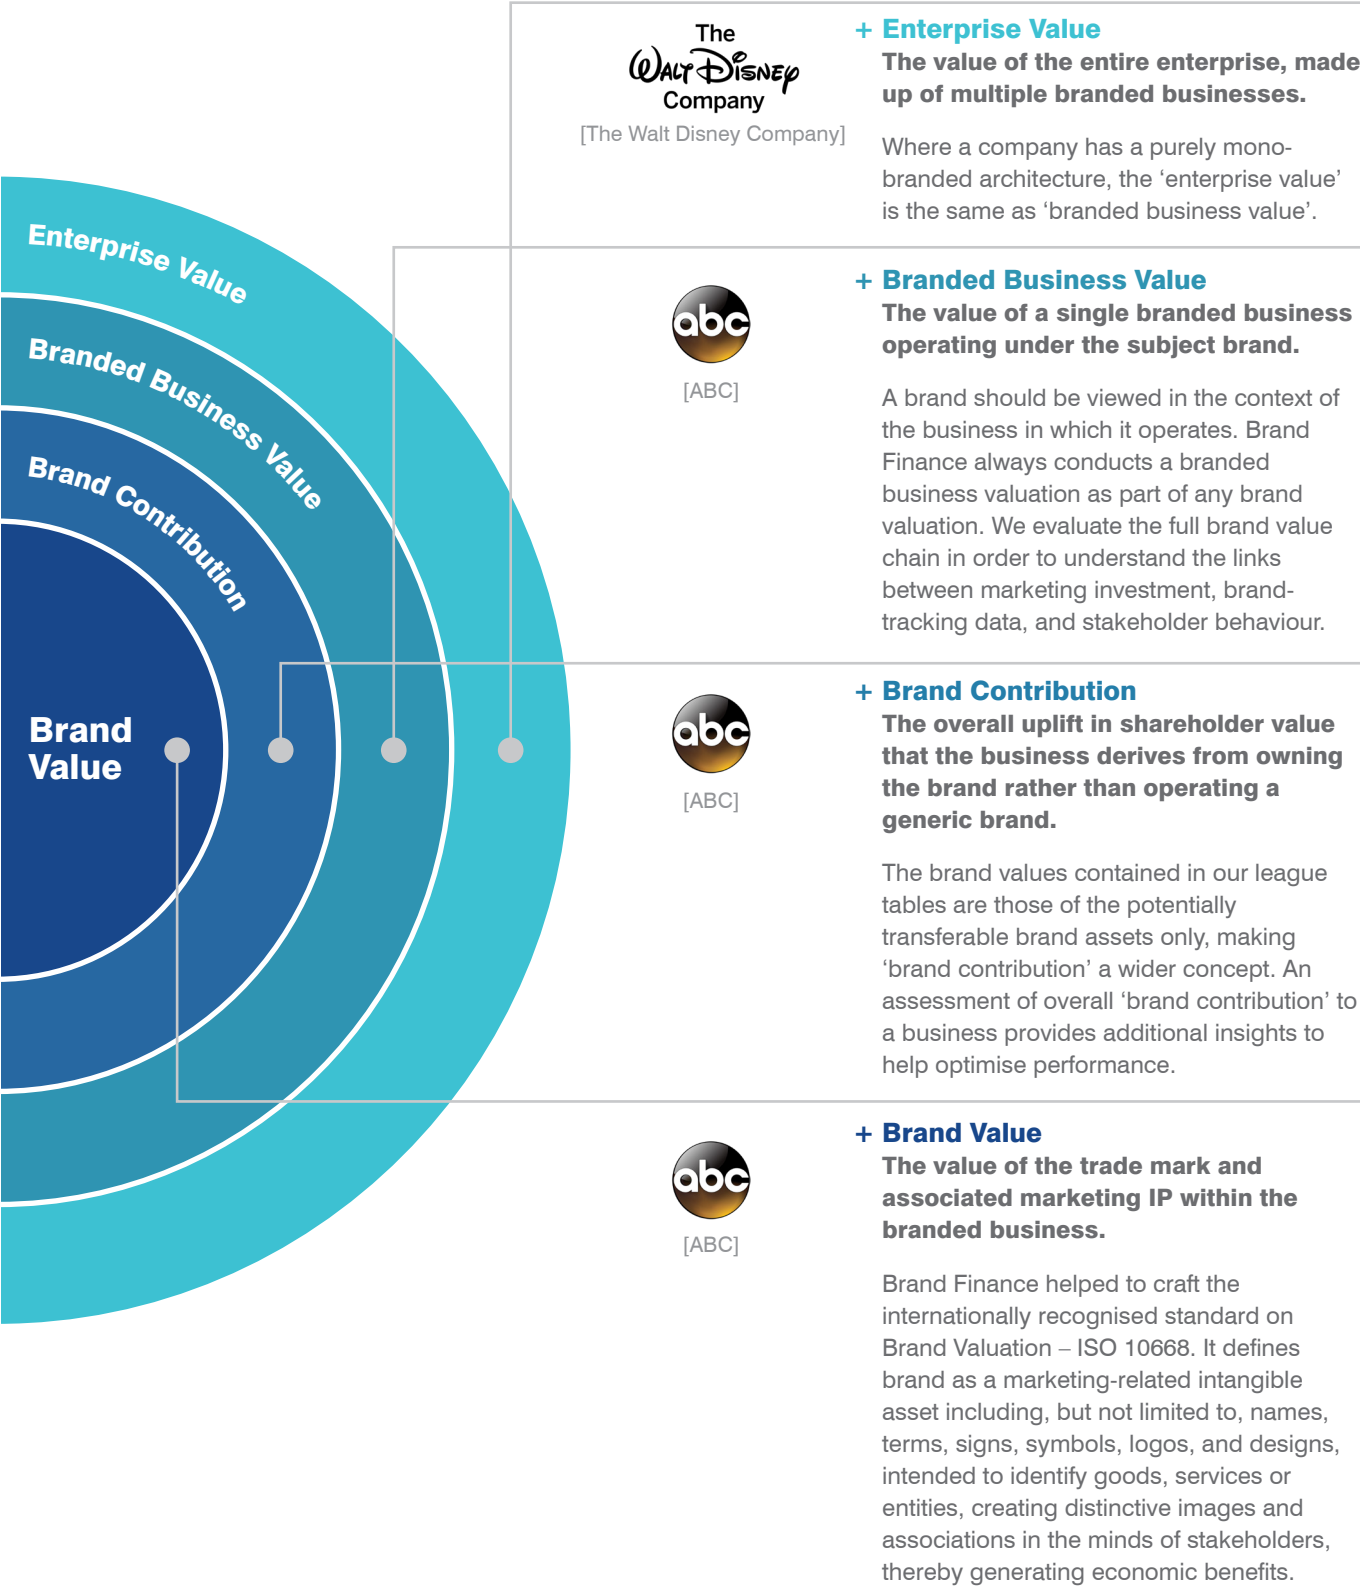 Enterprise Value
Branded Business Value
Brand Contribution
Brand
Value
The
WALT DISNEY
Company
[The Walt Disney Company]
+ Enterprise Value
The value of the entire enterprise, made
up of multiple branded businesses.
Where a company has a purely mono-
branded architecture, the ‘enterprise value’
is the same as ‘branded business value’.
abc
[ABC]
+ Branded Business Value
The value of a single branded business
operating under the subject brand.
A brand should be viewed in the context of
the business in which it operates. Brand
Finance always conducts a branded
business valuation as part of any brand
valuation. We evaluate the full brand value
chain in order to understand the links
between marketing investment, brand-
tracking data, and stakeholder behaviour.
abc
[ABC]
+ Brand Contribution
The overall uplift in shareholder value
that the business derives from owning
the brand rather than operating a
generic brand.
The brand values contained in our league
tables are those of the potentially
transferable brand assets only, making
‘brand contribution’ a wider concept. An
assessment of overall ‘brand contribution’ to
a business provides additional insights to
help optimise performance.
abc
[ABC]
+ Brand Value
The value of the trade mark and
associated marketing IP within the
branded business.
Brand Finance helped to craft the
internationally recognised standard on
Brand Valuation – ISO 10668. It defines
brand as a marketing-related intangible
asset including, but not limited to, names,
terms, signs, symbols, logos, and designs,
intended to identify goods, services or
entities, creating distinctive images and
associations in the minds of stakeholders,
thereby generating economic benefits.